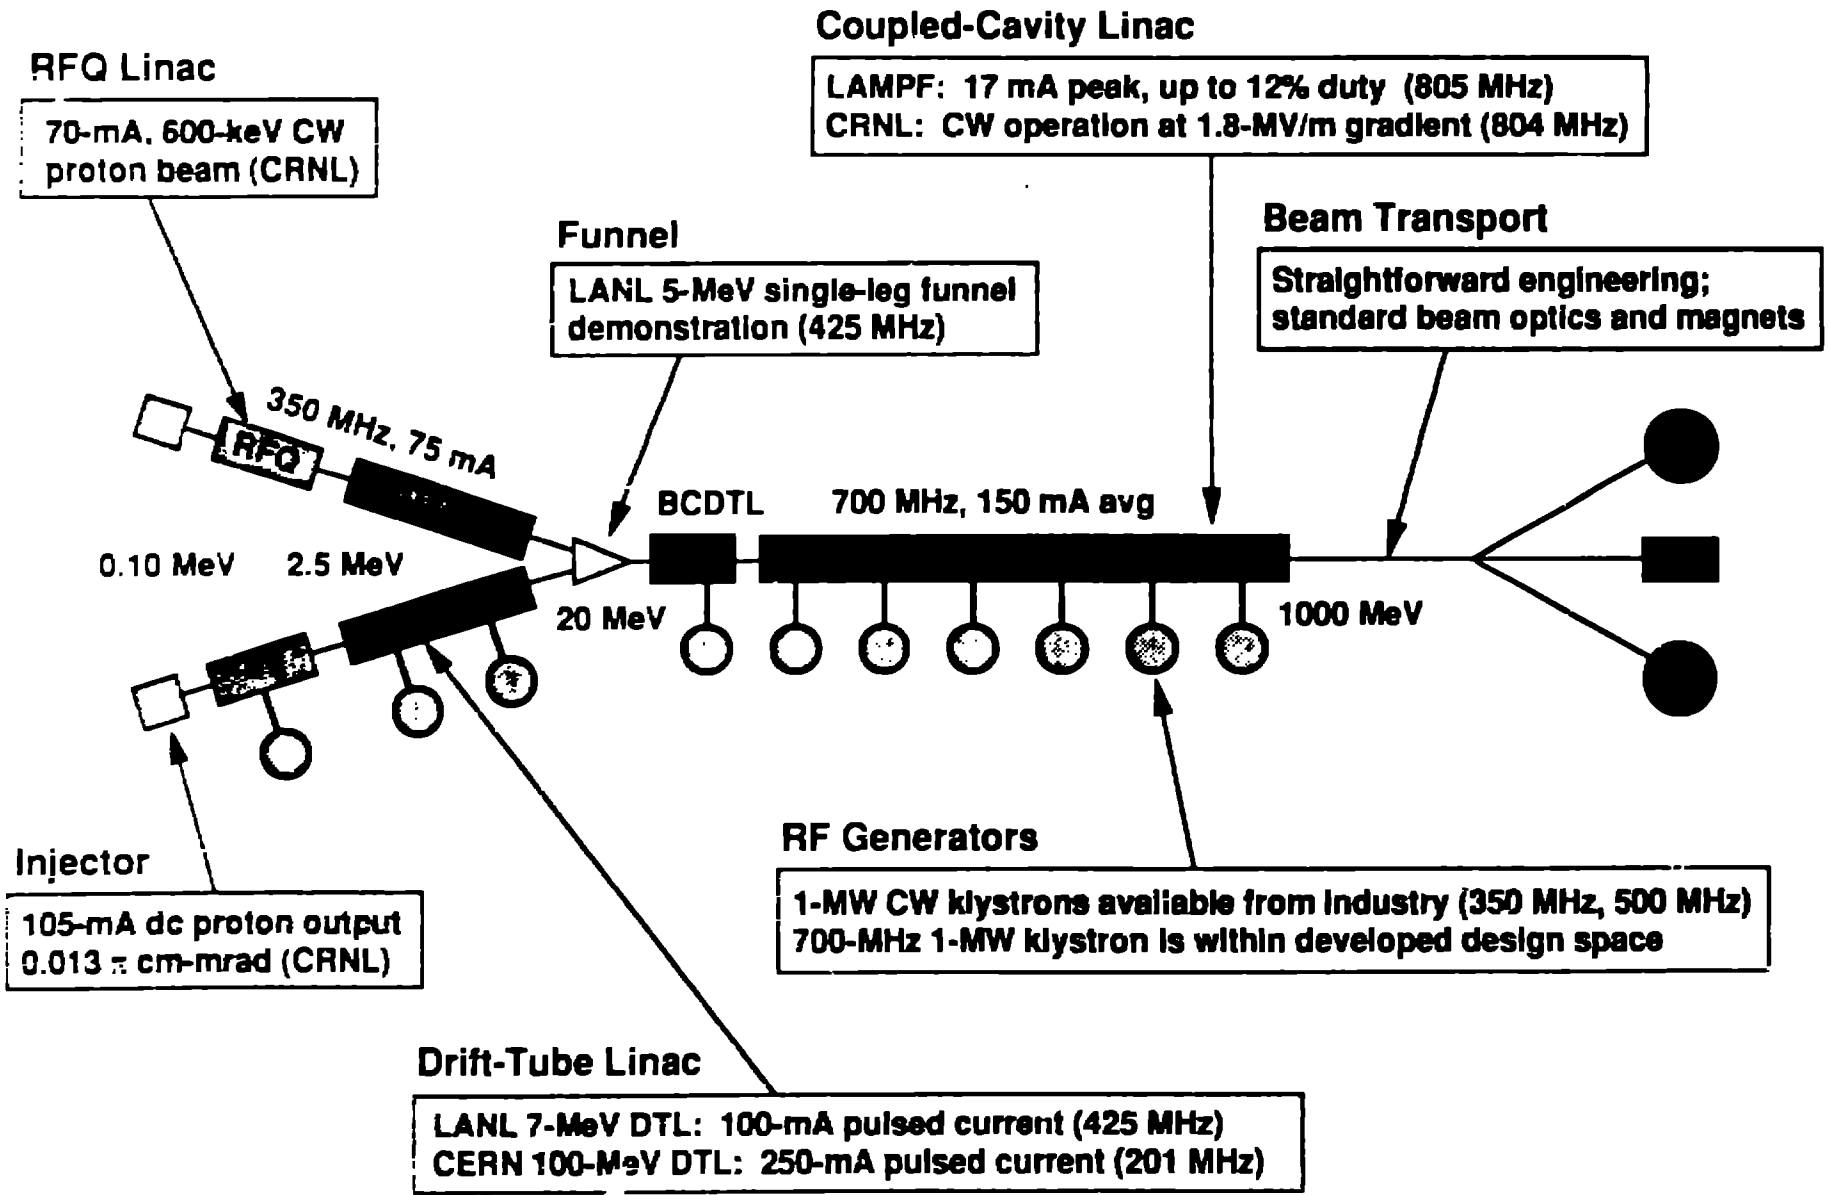 Coupled-Cavity Linac
LAMPF: 17 mA peak, up to 12% duty (805 MHz)
CRNL: CW operation at 1.8-MV/m gradient (804 MHz)
RFQ Linac
70-mA, 600-keV CW
proton beam (CRNL)
Funnel
LANL 5-MeV single-leg funnel
demonstration (425 MHz)
Beam Transport
Straightforward engineering;
standard beam optics and magnets
350 MHz, 75 mA
RFQ
BCDTL
700 MHz, 150 mA avg
0.10 MeV
2.5 MeV
20 MeV
1000 MeV
Injector
105-mA dc proton output
0.013 π cm-mrad (CRNL)
RF Generators
1-MW CW klystrons available from industry (350 MHz, 500 MHz)
700-MHz 1-MW klystron is within developed design space
Drift-Tube Linac
LANL 7-MeV DTL: 100-mA pulsed current (425 MHz)
CERN 100-MeV DTL: 250-mA pulsed current (201 MHz)